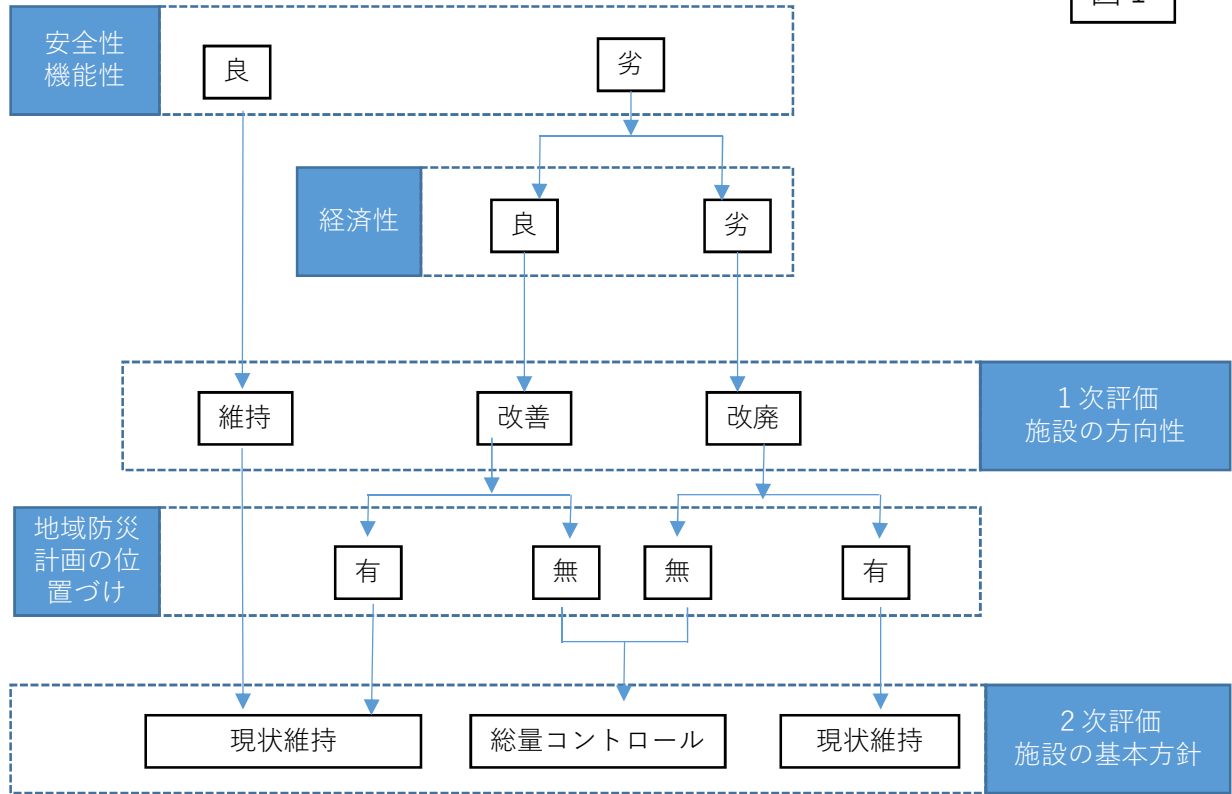 図１
安全性
機能性
良
劣
経済性
良
劣
維持
改善
改廃
１次評価
施設の方向性
地域防災
計画の位
置づけ
有
無
無
有
現状維持
総量コントロール
現状維持
２次評価
施設の基本方針